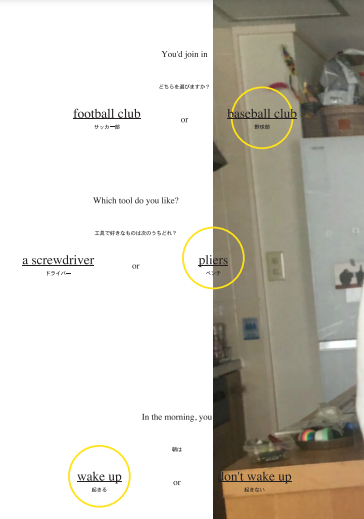 You'd join in
どちらを選びますか?
football club or baseball club
サッカー部 野球部
Which tool do you like?
工具で好きなものは次のうちどれ?
a screwdriver or pliers
ドライバー ペンチ
In the morning, you
朝は
wake up or don't wake up
起きる 起きない